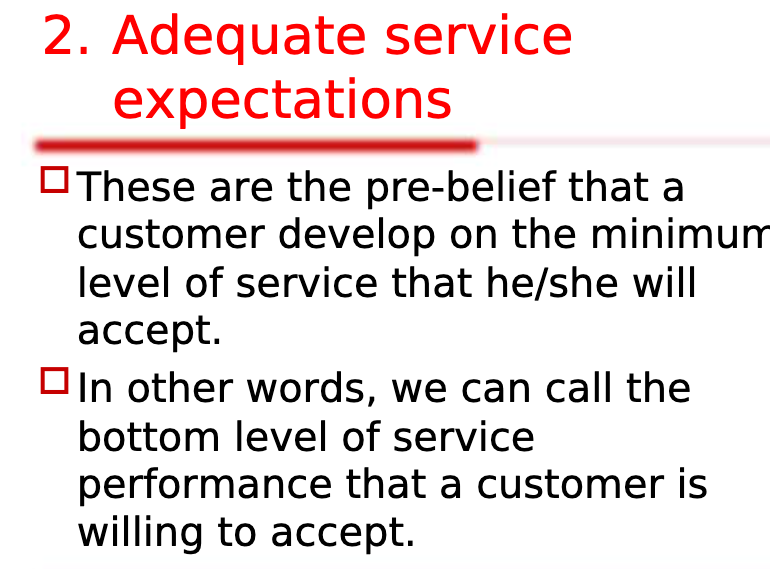 2. Adequate service
expectations
These are the pre-belief that a
customer develop on the minimum
level of service that he/she will
accept.
In other words, we can call the
bottom level of service
performance that a customer is
willing to accept.